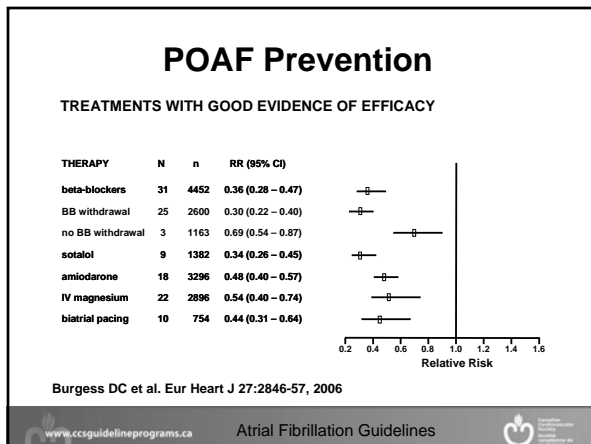 POAF Prevention
TREATMENTS WITH GOOD EVIDENCE OF EFFICACY
THERAPY N n RR (95% CI)
beta-blockers 31 4452 0.36 (0.28 – 0.47)
BB withdrawal 25 2600 0.30 (0.22 – 0.40)
no BB withdrawal 3 1163 0.69 (0.54 – 0.87)
sotalol 9 1382 0.34 (0.26 – 0.45)
amiodarone 18 3296 0.48 (0.40 – 0.57)
IV magnesium 22 2896 0.54 (0.40 – 0.74)
biatrial pacing 10 754 0.44 (0.31 – 0.64)
0.2 0.4 0.6 0.8 1.0 1.2 1.4 1.6
Relative Risk
Burgess DC et al. Eur Heart J 27:2846-57, 2006
www.ccsguidelineprograms.ca Atrial Fibrillation Guidelines